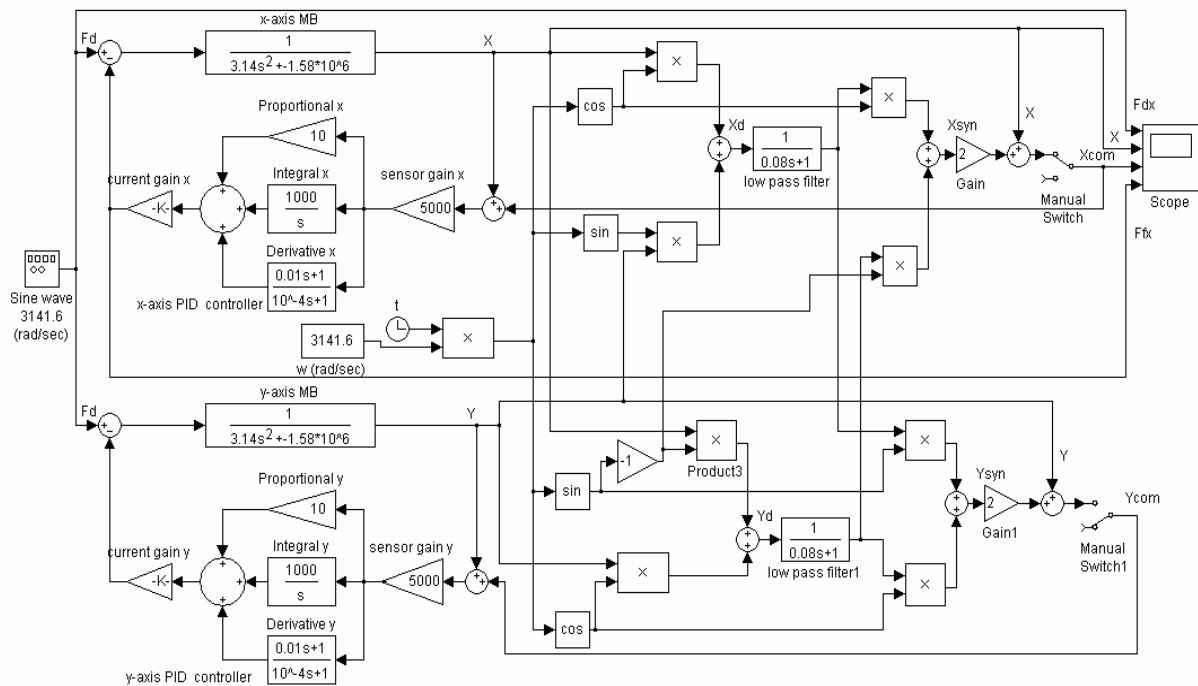 x-axis MB
Fd
1
3.14s² +-1.58*10^6
X
×
cos
×
Fdx
Proportional x
10
Xd
1
0.08s+1
low pass filter
Xsyn
2
Gain
X
X
Xcom
Manual
Switch
Scope
Ffx
current gain x
-K-
Integral x
1000
s
sensor gain x
5000
sin
×
×
Derivative x
0.01s+1
10^-4s+1
x-axis PID controller
Sine wave
3141.6
(rad/sec)
t
3141.6
w (rad/sec)
×
y-axis MB
Fd
1
3.14s² +-1.58*10^6
Y
×
Product3
-1
×
Y
Proportional y
10
sin
Ysyn
2
Gain1
Ycom
Manual
Switch1
Yd
1
0.08s+1
low pass filter1
current gain y
-K-
Integral y
1000
s
sensor gain y
5000
×
×
cos
Derivative y
0.01s+1
10^-4s+1
y-axis PID controller